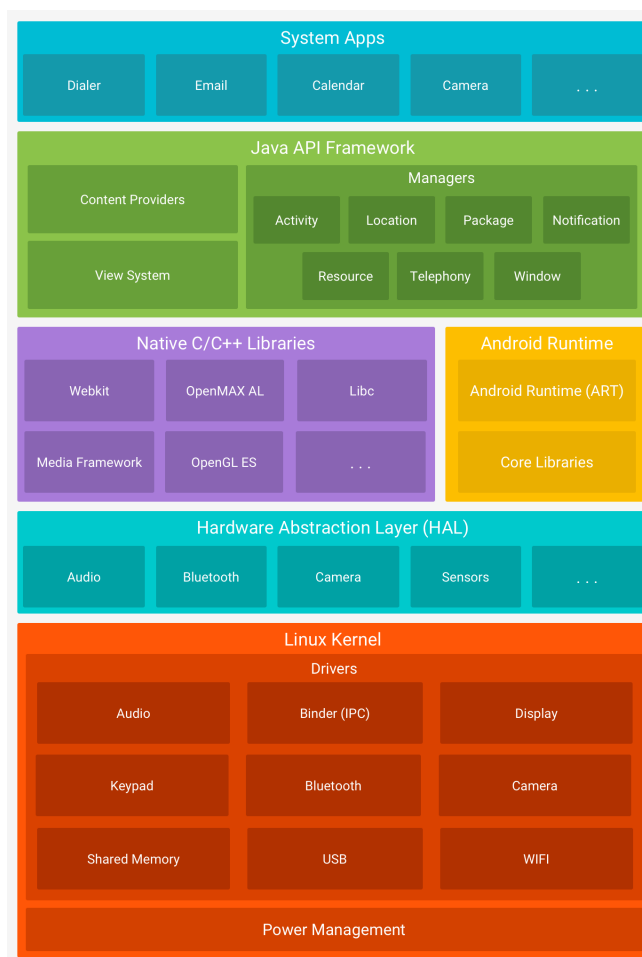 System Apps
Dialer
Email
Calendar
Camera
. . .
Java API Framework
Content Providers
View System
Managers
Activity
Location
Package
Notification
Resource
Telephony
Window
Native C/C++ Libraries
Webkit
OpenMAX AL
Libc
Media Framework
OpenGL ES
. . .
Android Runtime
Android Runtime (ART)
Core Libraries
Hardware Abstraction Layer (HAL)
Audio
Bluetooth
Camera
Sensors
. . .
Linux Kernel
Drivers
Audio
Binder (IPC)
Display
Keypad
Bluetooth
Camera
Shared Memory
USB
WIFI
Power Management